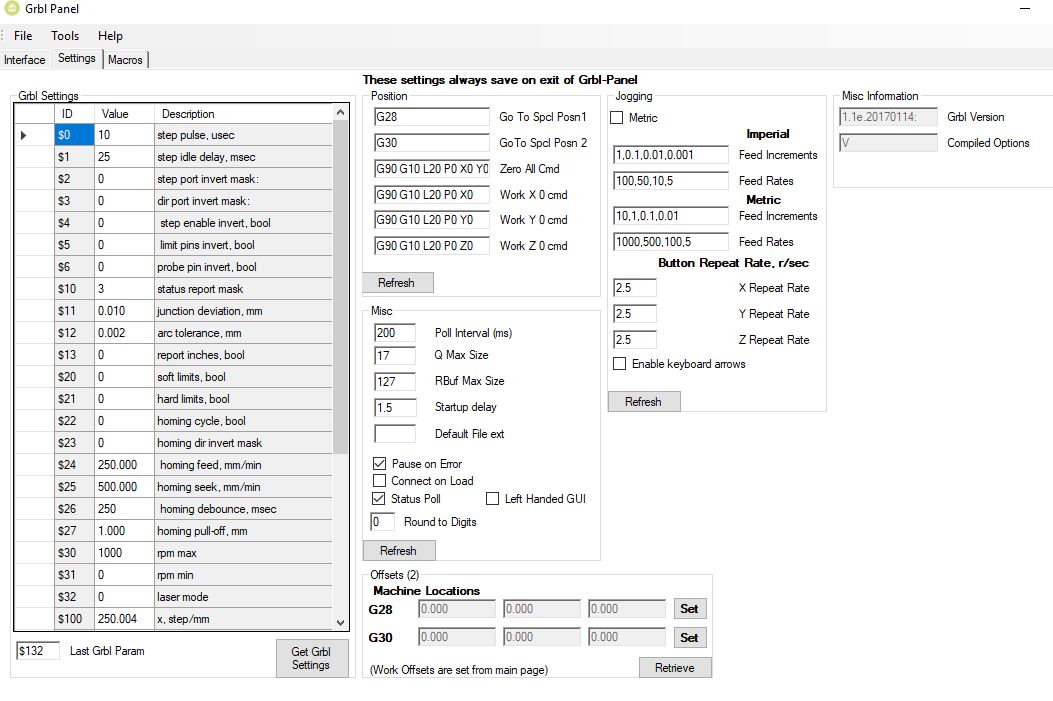 Grbl Panel
File Tools Help
Interface Settings Macros
These settings always save on exit of Grbl-Panel
Grbl Settings
ID Value Description
$0 10 step pulse, usec
$1 25 step idle delay, msec
$2 0 step port invert mask:
$3 0 dir port invert mask:
$4 0 step enable invert, bool
$5 0 limit pins invert, bool
$6 0 probe pin invert, bool
$10 3 status report mask
$11 0.010 junction deviation, mm
$12 0.002 arc tolerance, mm
$13 0 report inches, bool
$20 0 soft limits, bool
$21 0 hard limits, bool
$22 0 homing cycle, bool
$23 0 homing dir invert mask
$24 250.000 homing feed, mm/min
$25 500.000 homing seek, mm/min
$26 250 homing debounce, msec
$27 1.000 homing pull-off, mm
$30 1000 rpm max
$31 0 rpm min
$32 0 laser mode
$100 250.004 x, step/mm
$132 Last Grbl Param
Get Grbl
Settings
Position
G28 Go To Spcl Posn1
G30 GoTo Spcl Posn 2
G90 G10 L20 P0 X0 Y0 Zero All Cmd
G90 G10 L20 P0 X0 Work X 0 cmd
G90 G10 L20 P0 Y0 Work Y 0 cmd
G90 G10 L20 P0 Z0 Work Z 0 cmd
Refresh
Misc
200 Poll Interval (ms)
17 Q Max Size
127 RBuf Max Size
1.5 Startup delay
Default File ext
Pause on Error
Connect on Load
Status Poll Left Handed GUI
0 Round to Digits
Refresh
Offsets (2)
Machine Locations
G28 0.000 0.000 0.000 Set
G30 0.000 0.000 0.000 Set
(Work Offsets are set from main page) Retrieve
Jogging
Metric
Imperial
1,0.1,0.01,0.001 Feed Increments
100,50,10,5 Feed Rates
Metric
10,1,0.1,0.01 Feed Increments
1000,500,100,5 Feed Rates
Button Repeat Rate, r/sec
2.5 X Repeat Rate
2.5 Y Repeat Rate
2.5 Z Repeat Rate
Enable keyboard arrows
Refresh
Misc Information
1.1e.20170114: Grbl Version
V Compiled Options